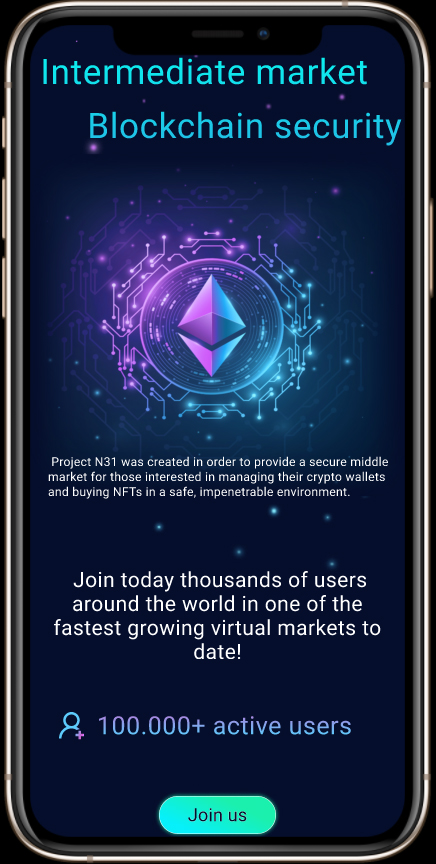 Intermediate market
Blockchain security
Project N31 was created in order to provide a secure middle
market for those interested in managing their crypto wallets
and buying NFTs in a safe, impenetrable environment.
Join today thousands of users
around the world in one of the
fastest growing virtual markets to
date!
100.000+ active users
Join us